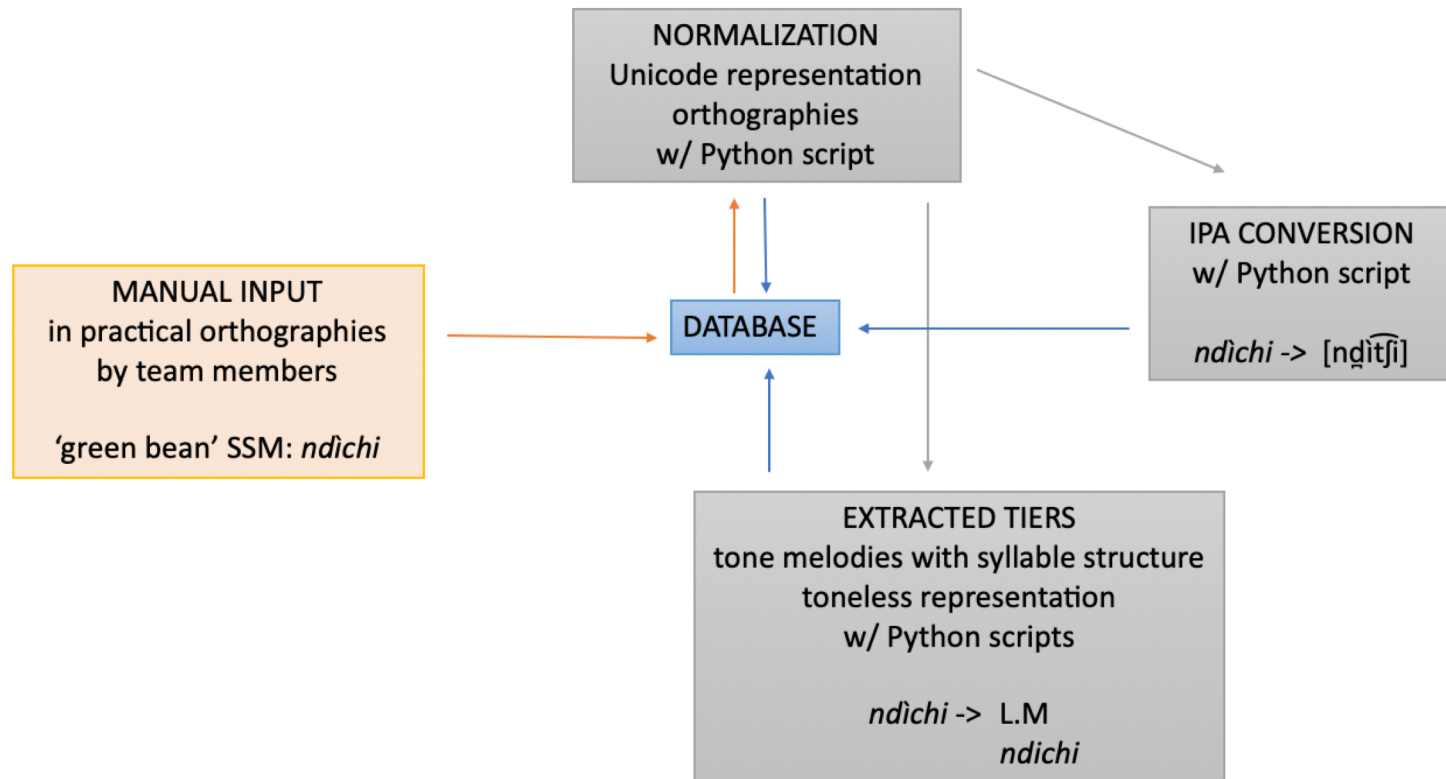 NORMALIZATION
Unicode representation
orthographies
w/ Python script
MANUAL INPUT
in practical orthographies
by team members
‘green bean’ SSM: ndìchi
DATABASE
IPA CONVERSION
w/ Python script
ndìchi -> [nd̪ìt͡ʃi]
EXTRACTED TIERS
tone melodies with syllable structure
toneless representation
w/ Python scripts
ndìchi -> L.M
ndichi